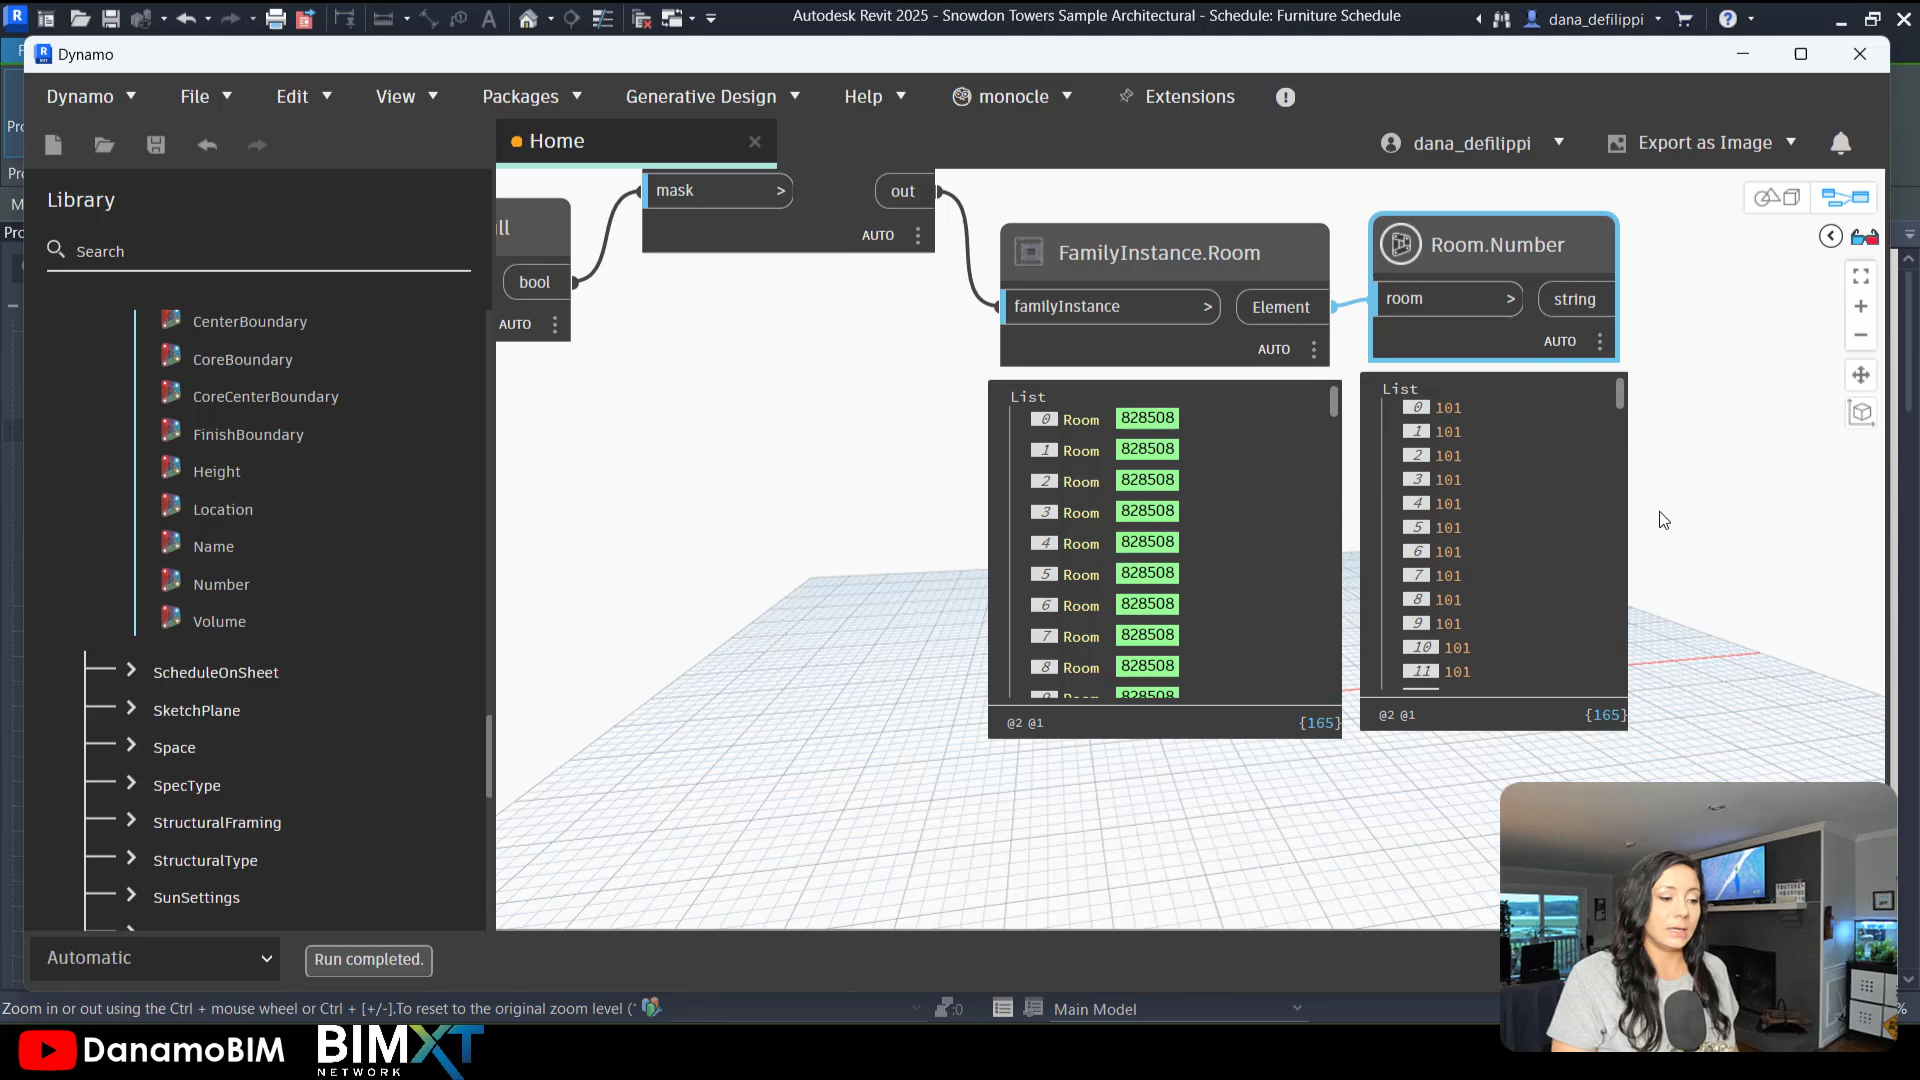 Autodesk Revit 2025 - Snowdon Towers Sample Architectural - Schedule: Furniture Schedule
dana_defilippi
Dynamo
Dynamo
File
Edit
View
Packages
Generative Design
Help
monocle
Extensions
Home
dana_defilippi
Export as Image
Library
Search
CenterBoundary
CoreBoundary
CoreCenterBoundary
FinishBoundary
Height
Location
Name
Number
Volume
ScheduleOnSheet
SketchPlane
Space
SpecType
StructuralFraming
StructuralType
SunSettings
ll
bool
AUTO
mask >
out
AUTO
FamilyInstance.Room
familyInstance >
Element
AUTO
List
0 Room 828508
1 Room 828508
2 Room 828508
3 Room 828508
4 Room 828508
5 Room 828508
6 Room 828508
7 Room 828508
8 Room 828508
9 Room 828508
@2 @1 {165}
Room.Number
room >
string
AUTO
List
0 101
1 101
2 101
3 101
4 101
5 101
6 101
7 101
8 101
9 101
10 101
11 101
@2 @1 {165}
Automatic
Run completed.
Zoom in or out using the Ctrl + mouse wheel or Ctrl + [+/-].To reset to the original zoom level (
:0
Main Model
DanamoBIM
BIMXT
NETWORK